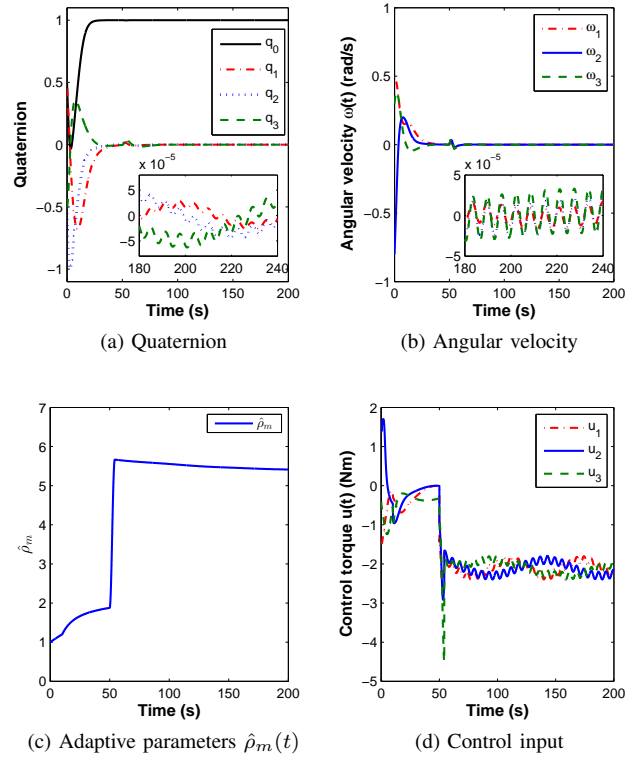 1
0.5
0
−0.5
−1
0 50 100 150 200
Quaternion
Time (s)
q0
q1
q2
q3
x 10−5
5
0
−5
180 200 220 240
(a) Quaternion
1
0.5
0
−0.5
−1
0 50 100 150 200
Angular velocity ω(t) (rad/s)
Time (s)
ω1
ω2
ω3
x 10−5
5
0
−5
180 200 220 240
(b) Angular velocity
7
6
5
4
3
2
1
0
0 50 100 150 200
ρ̂m
Time (s)
ρ̂m
(c) Adaptive parameters ρ̂m(t)
2
1
0
−1
−2
−3
−4
−5
0 50 100 150 200
Control torque u(t) (Nm)
Time (s)
u1
u2
u3
(d) Control input